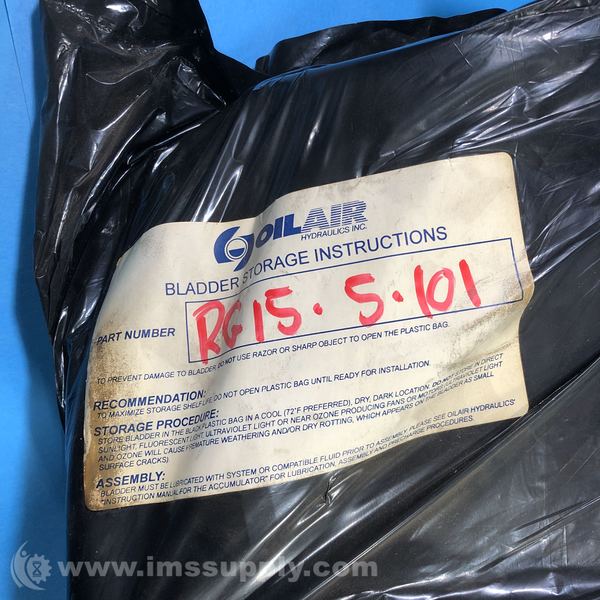 OILAIR
HYDRAULICS INC.
BLADDER STORAGE INSTRUCTIONS
PART NUMBER RG15.S.101
TO PREVENT DAMAGE TO BLADDER DO NOT USE RAZOR OR SHARP OBJECT TO OPEN THE PLASTIC BAG.
RECOMMENDATION:
TO MAXIMIZE STORAGE SHELF LIFE DO NOT OPEN PLASTIC BAG UNTIL READY FOR INSTALLATION.
STORAGE PROCEDURE:
STORE BLADDER IN THE BLACK PLASTIC BAG IN A COOL (72°F PREFERRED), DRY, DARK LOCATION. DO NOT STORE IN DIRECT
SUNLIGHT, FLUORESCENT LIGHT, ULTRAVIOLET LIGHT OR NEAR OZONE PRODUCING FANS OR MOTORS. ULTRAVIOLET LIGHT
AND OZONE WILL CAUSE PREMATURE WEATHERING AND/OR DRY ROTTING, WHICH APPEARS ON THE BLADDER AS SMALL
SURFACE CRACKS)
ASSEMBLY:
"BLADDER MUST BE LUBRICATED WITH SYSTEM OR COMPATIBLE FLUID PRIOR TO ASSEMBLY. PLEASE SEE OILAIR HYDRAULICS'
"INSTRUCTION MANUAL FOR THE ACCUMULATOR" FOR LUBRICATION, ASSEMBLY AND PRECHARGE PROCEDURES.
www.imssupply.com